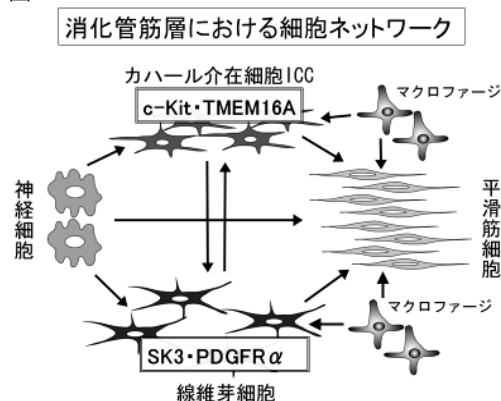 消化管筋層における細胞ネットワーク
カハール介在細胞ICC
c-Kit・TMEM16A
マクロファージ
神経細胞
平滑筋細胞
マクロファージ
SK3・PDGFRα
線維芽細胞